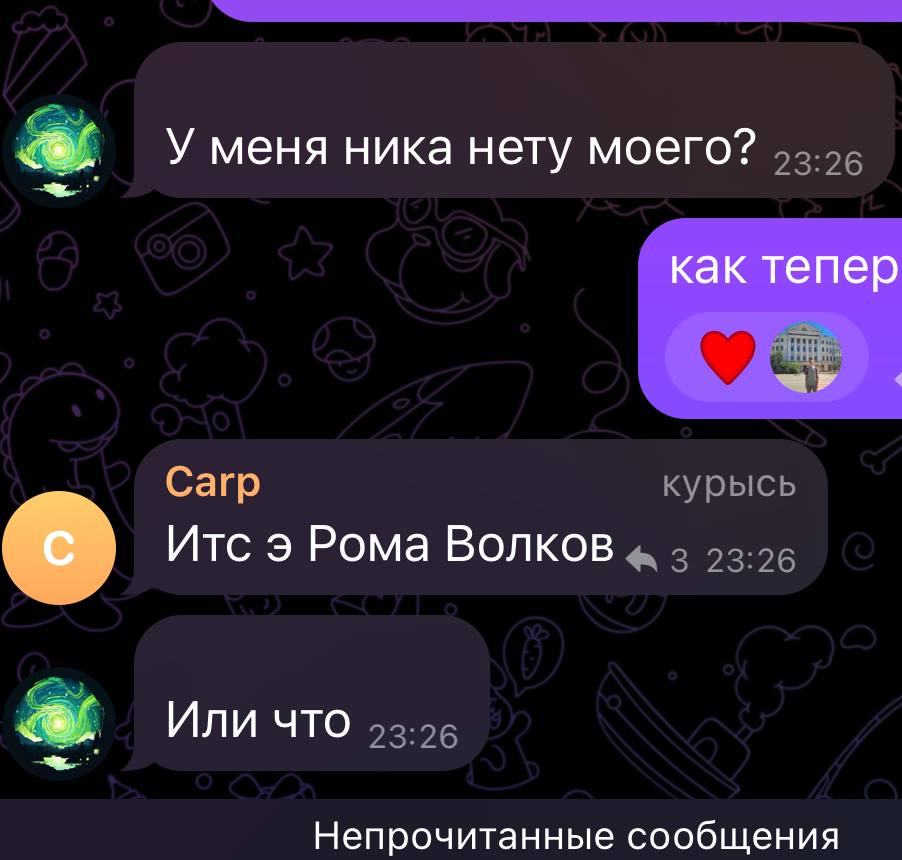 У меня ника нету моего? 23:26
как тепер
Carp курысь
Итс э Рома Волков 3 23:26
C
Или что 23:26
Непрочитанные сообщения